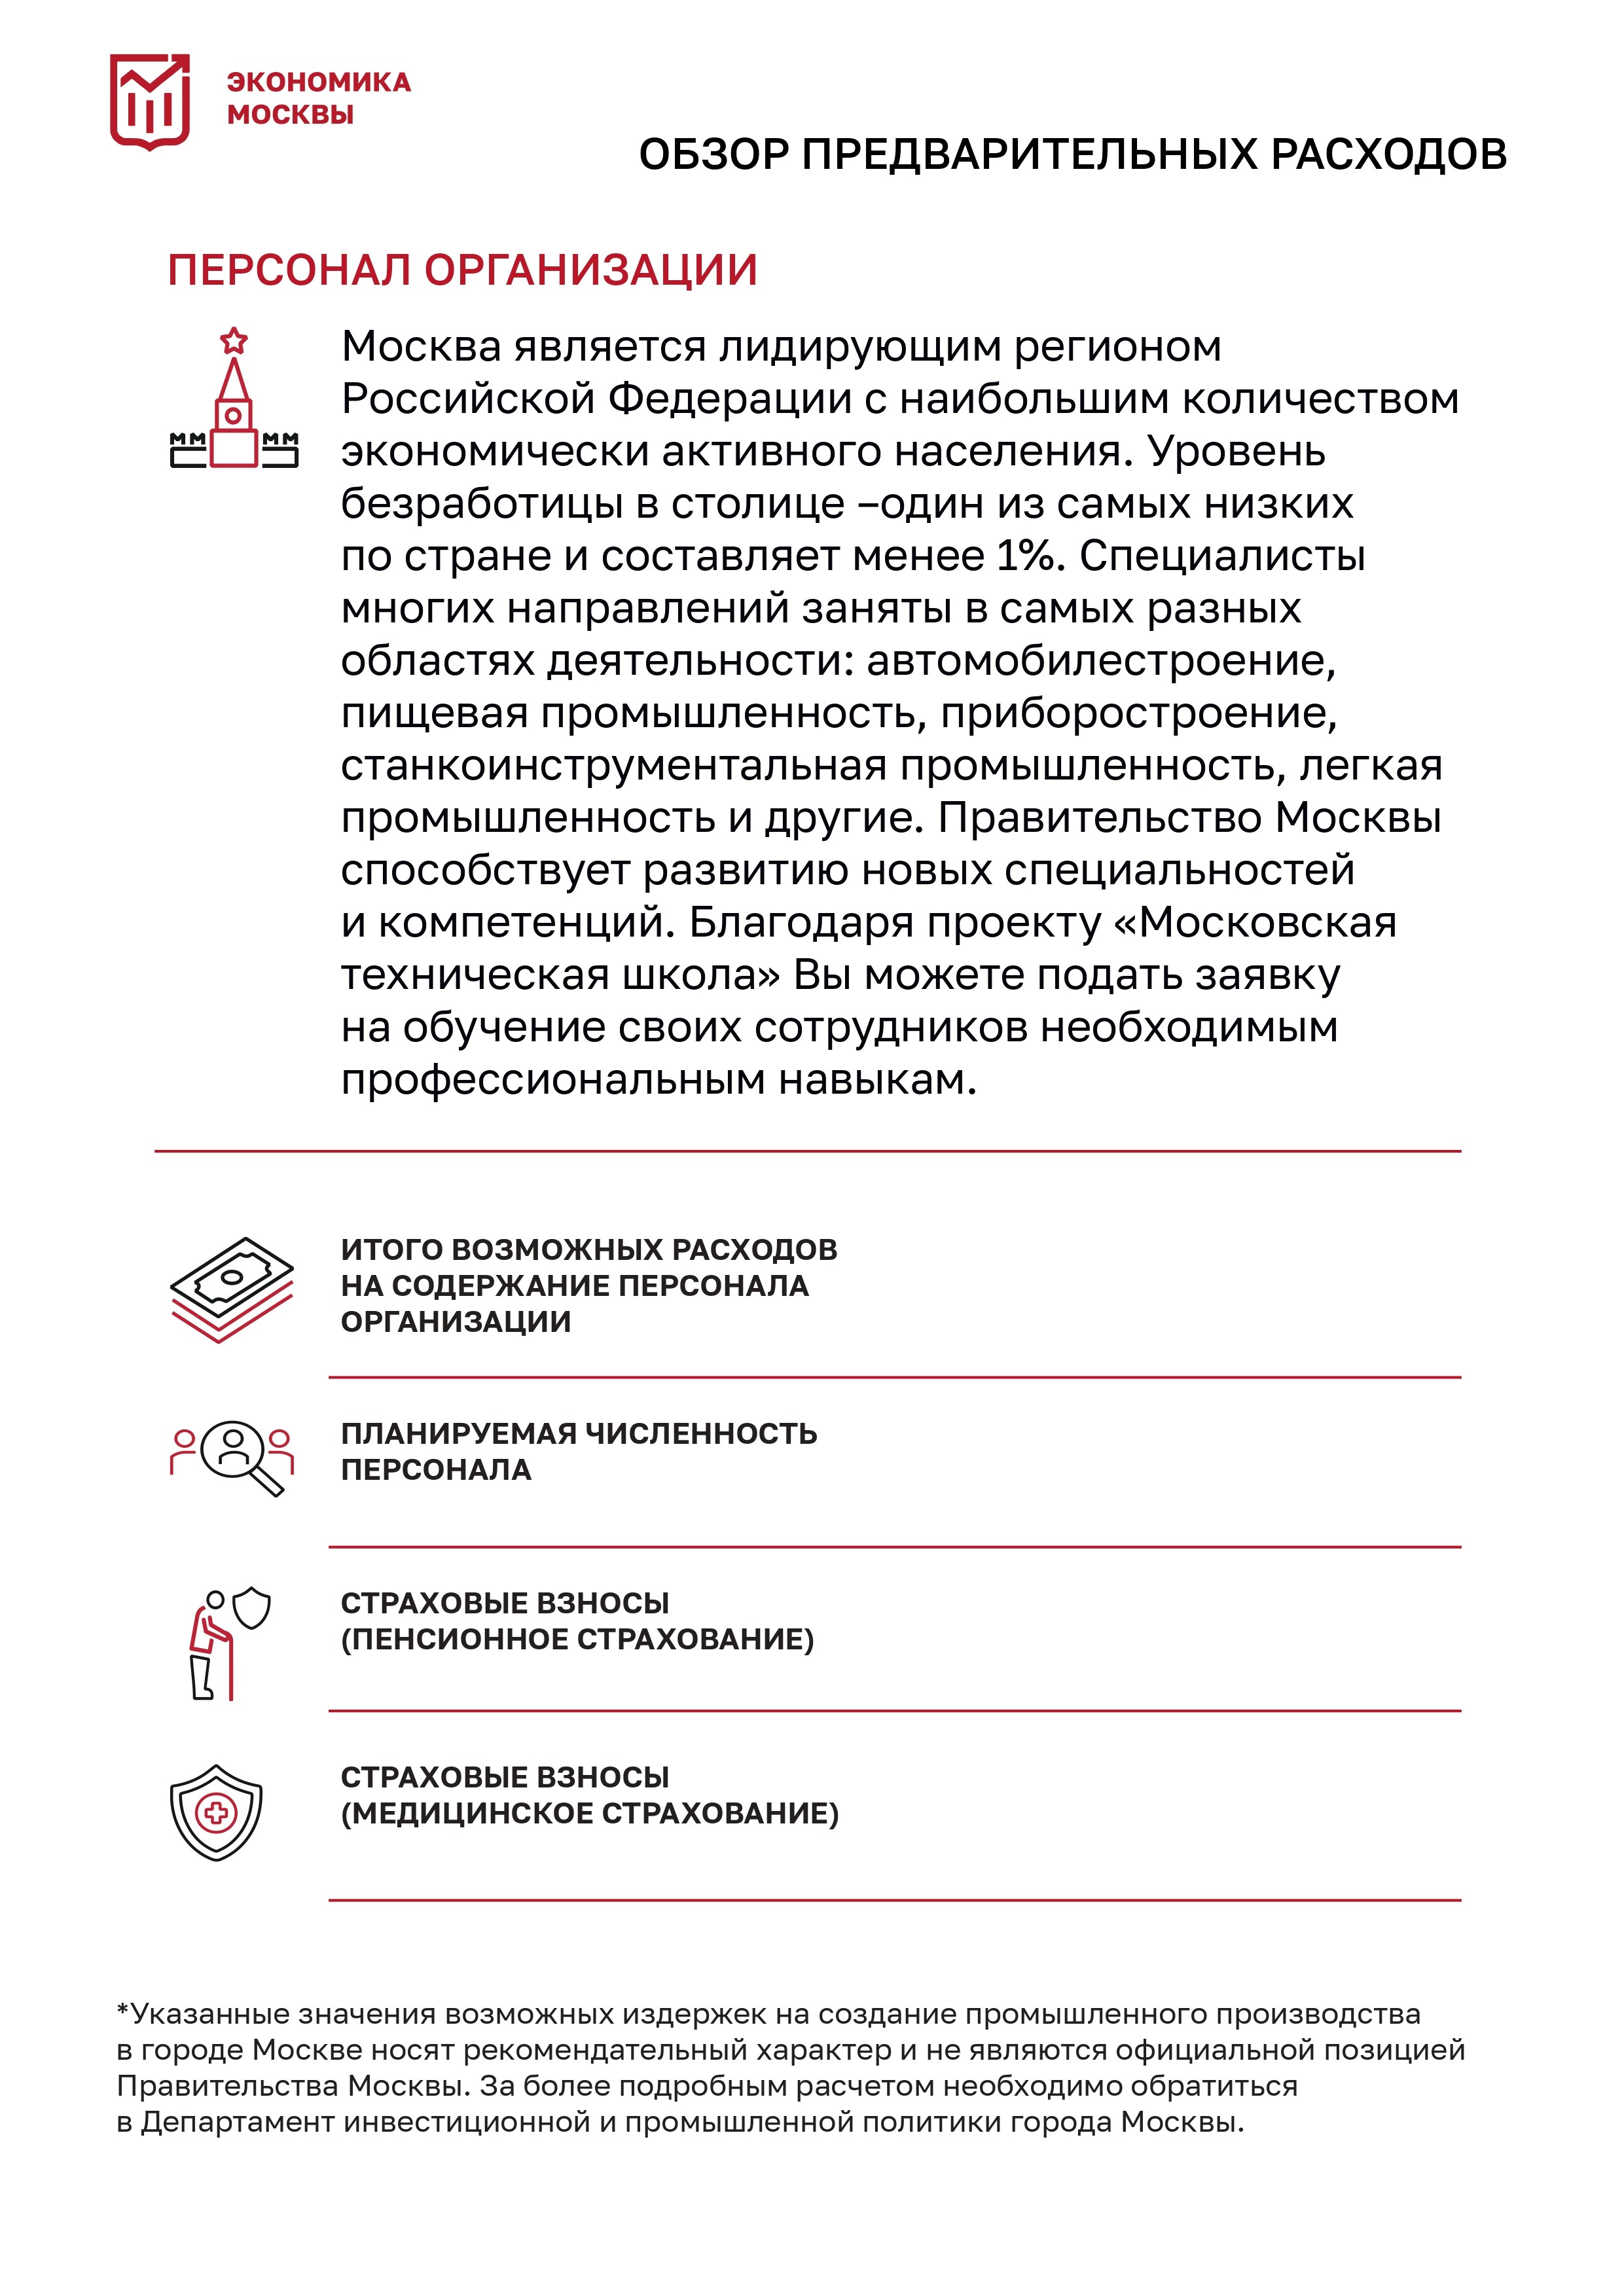 ЭКОНОМИКА
МОСКВЫ
ОБЗОР ПРЕДВАРИТЕЛЬНЫХ РАСХОДОВ
ПЕРСОНАЛ ОРГАНИЗАЦИИ
Москва является лидирующим регионом
Российской Федерации с наибольшим количеством
экономически активного населения. Уровень
безработицы в столице –один из самых низких
по стране и составляет менее 1%. Специалисты
многих направлений заняты в самых разных
областях деятельности: автомобилестроение,
пищевая промышленность, приборостроение,
станкоинструментальная промышленность, легкая
промышленность и другие. Правительство Москвы
способствует развитию новых специальностей
и компетенций. Благодаря проекту «Московская
техническая школа» Вы можете подать заявку
на обучение своих сотрудников необходимым
профессиональным навыкам.
ИТОГО ВОЗМОЖНЫХ РАСХОДОВ
НА СОДЕРЖАНИЕ ПЕРСОНАЛА
ОРГАНИЗАЦИИ
ПЛАНИРУЕМАЯ ЧИСЛЕННОСТЬ
ПЕРСОНАЛА
СТРАХОВЫЕ ВЗНОСЫ
(ПЕНСИОННОЕ СТРАХОВАНИЕ)
СТРАХОВЫЕ ВЗНОСЫ
(МЕДИЦИНСКОЕ СТРАХОВАНИЕ)
*Указанные значения возможных издержек на создание промышленного производства
в городе Москве носят рекомендательный характер и не являются официальной позицией
Правительства Москвы. За более подробным расчетом необходимо обратиться
в Департамент инвестиционной и промышленной политики города Москвы.